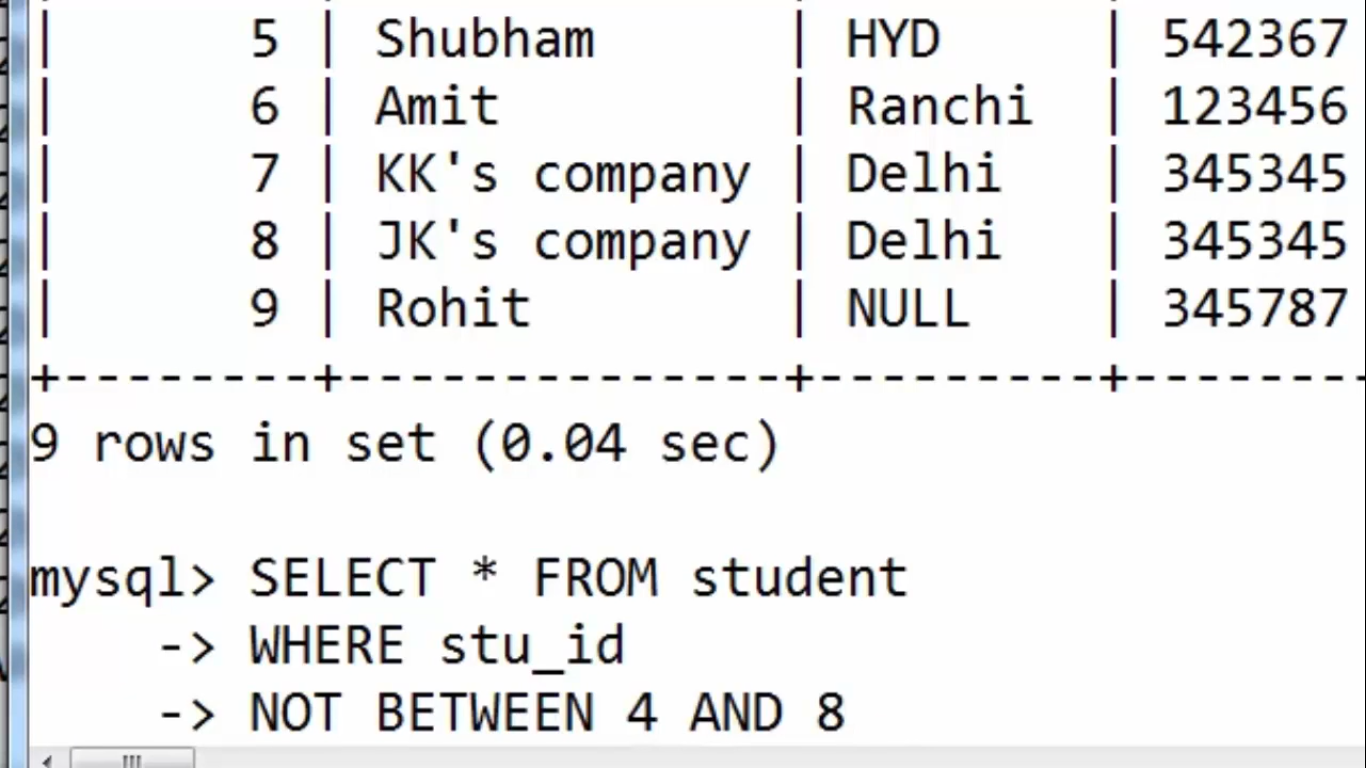 | 5 | Shubham | HYD | 542367
| 6 | Amit | Ranchi | 123456
| 7 | KK's company | Delhi | 345345
| 8 | JK's company | Delhi | 345345
| 9 | Rohit | NULL | 345787
+--------+--------------+---------+--------
9 rows in set (0.04 sec)
mysql> SELECT * FROM student
-> WHERE stu_id
-> NOT BETWEEN 4 AND 8